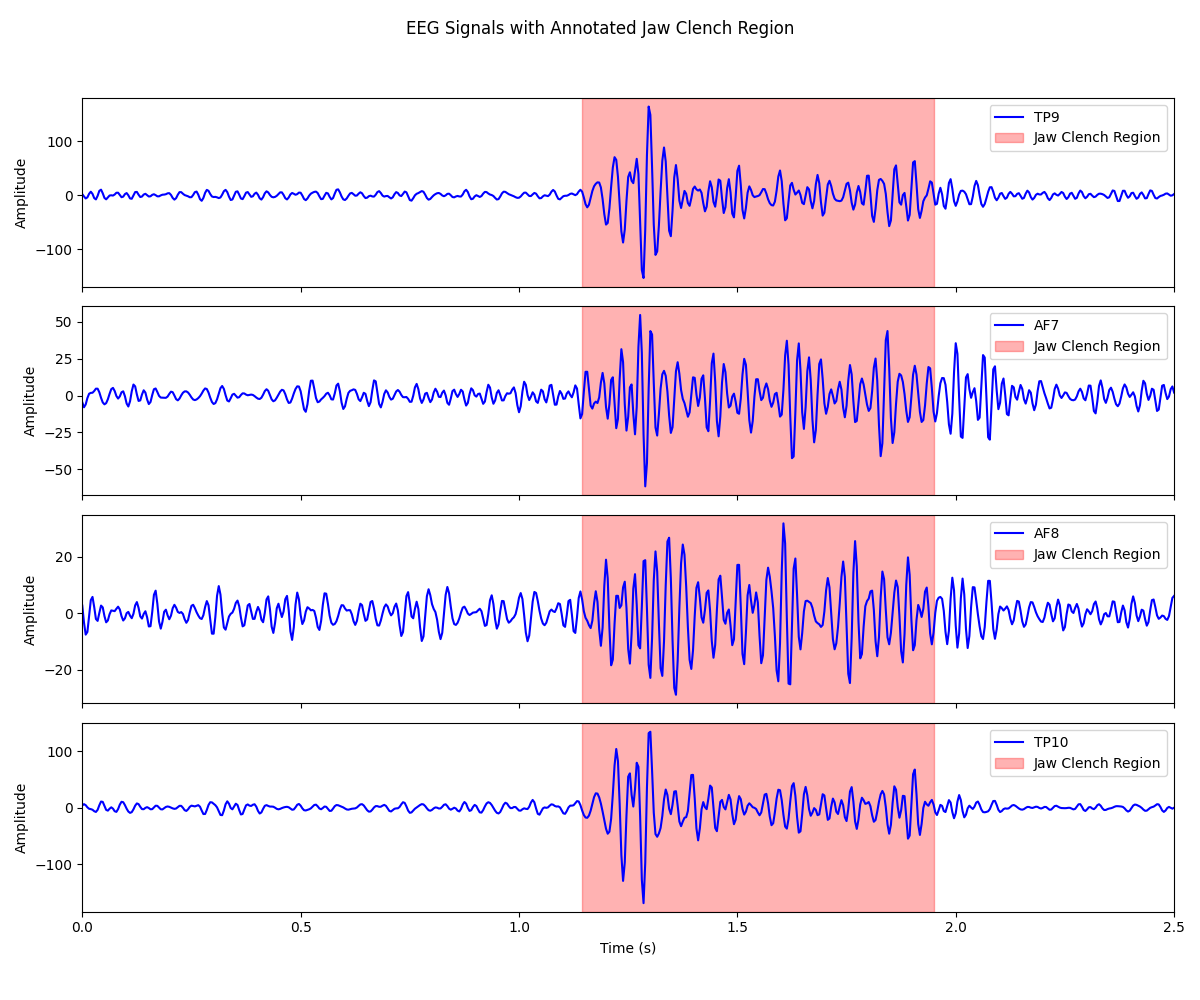 EEG Signals with Annotated Jaw Clench Region
100
0
−100
Amplitude
TP9
Jaw Clench Region
50
25
0
−25
−50
Amplitude
AF7
Jaw Clench Region
20
0
−20
Amplitude
AF8
Jaw Clench Region
100
0
−100
Amplitude
TP10
Jaw Clench Region
0.0 0.5 1.0 1.5 2.0 2.5
Time (s)